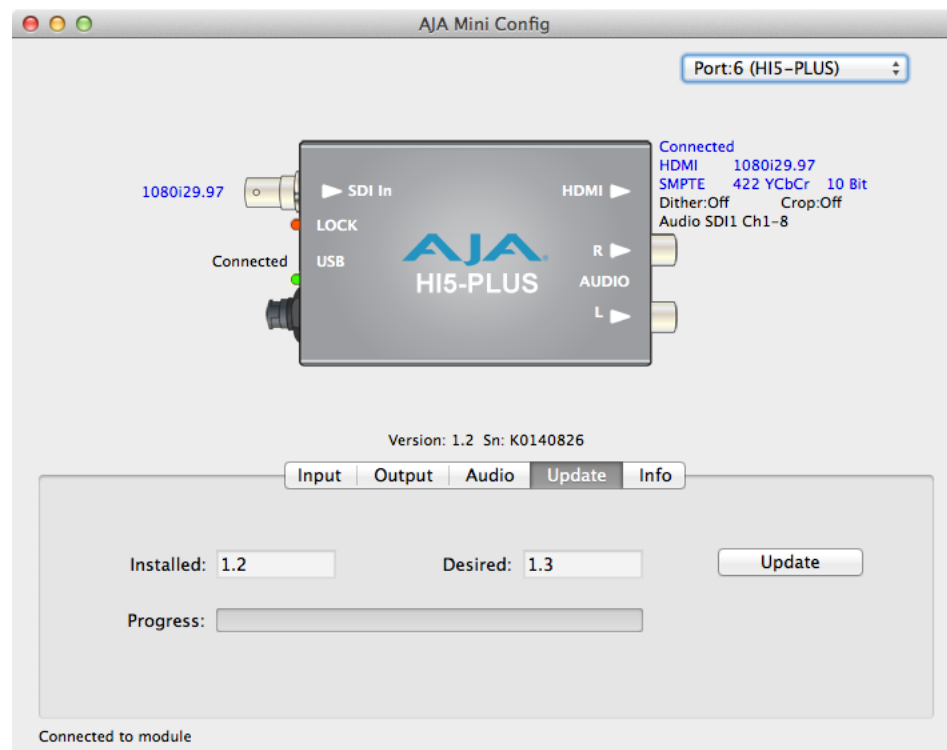 AJA Mini Config
Port:6 (HI5-PLUS)
Connected
HDMI 1080i29.97
1080i29.97
SDI In
HDMI
SMPTE 422 YCbCr 10 Bit
Dither:Off Crop:Off
LOCK
Audio SDI1 Ch1-8
Connected
USB
AJA
R
HI5-PLUS
AUDIO
L
Version: 1.2 Sn: K0140826
Input Output Audio Update Info
Installed: 1.2 Desired: 1.3 Update
Progress:
Connected to module